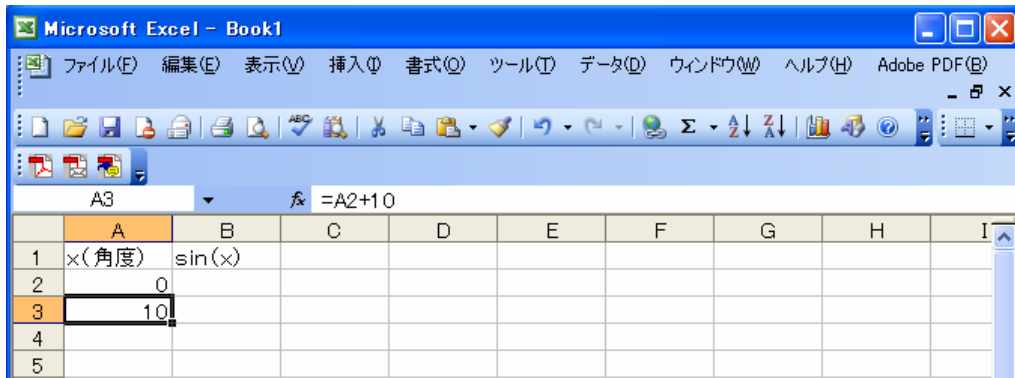 Microsoft Excel - Book1
ファイル(F) 編集(E) 表示(V) 挿入(I) 書式(O) ツール(T) データ(D) ウィンドウ(W) ヘルプ(H) Adobe PDF(B)
ABC Σ A Z Z A ?
A3 fx =A2+10
A B C D E F G H I
1 x(角度) sin(x)
2 0
3 10
4
5